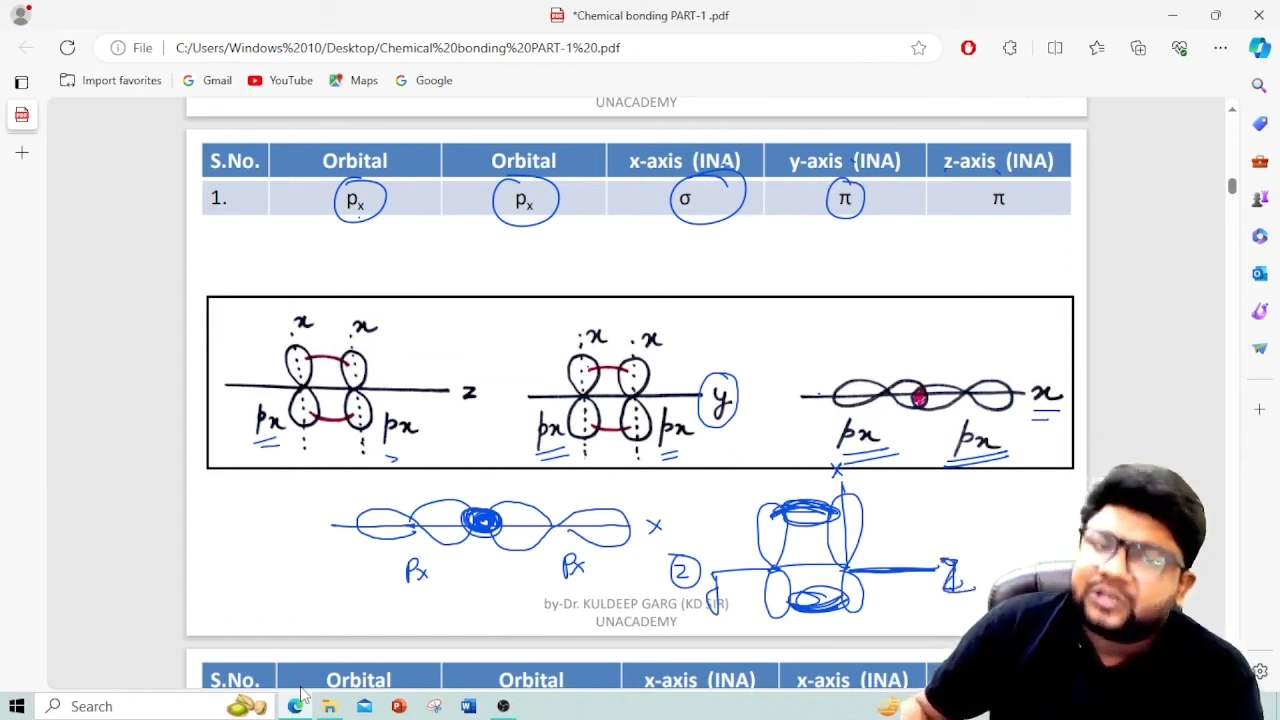 *Chemical bonding PART-1 .pdf
File C:/Users/Windows%2010/Desktop/Chemical%20bonding%20PART-1%20.pdf
Import favorites Gmail YouTube Maps Google
UNACADEMY
S.No. Orbital Orbital x-axis (INA) y-axis (INA) z-axis (INA)
1. pₓ pₓ σ π π
x x
z
px px
x x
y
px px
x
px px
Px Px x
x
2
z
by-Dr. KULDEEP GARG (KD SIR)
UNACADEMY
S.No. Orbital Orbital x-axis (INA) x-axis (INA)
Search